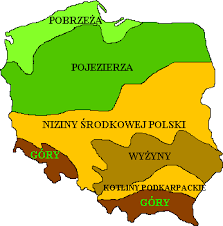 POBRZEŻA
POJEZIERZA
NIZINY ŚRODKOWEJ POLSKI
GÓRY
WYŻYNY
KOTLINY PODKARPACKIE
GÓRY